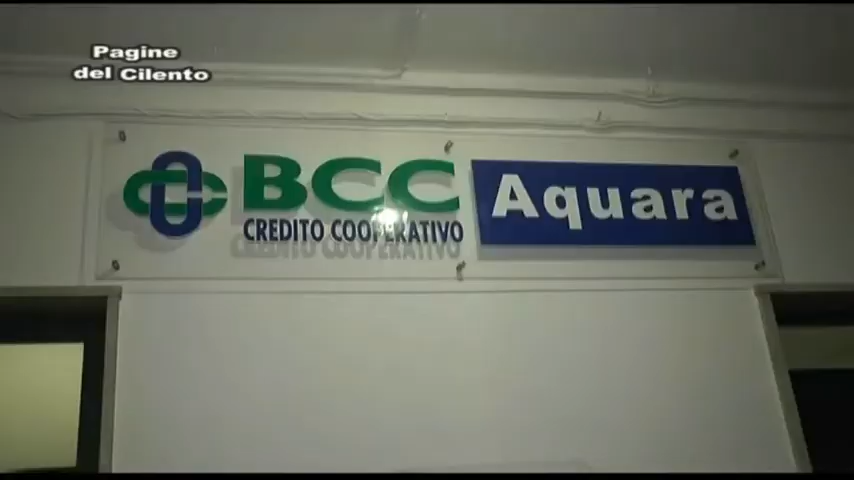 Pagine
del Cilento
BCC
CREDITO COOPERATIVO
Aquara